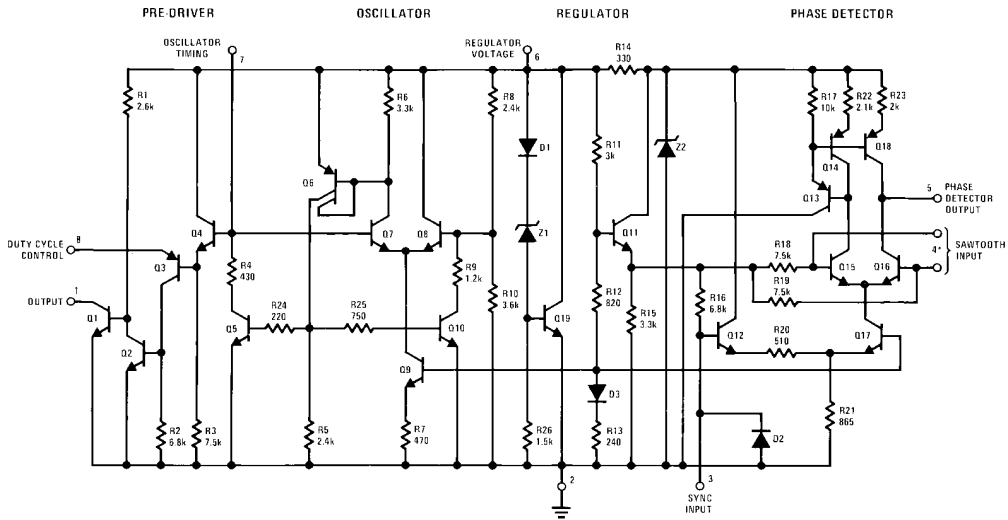 PRE-DRIVER
OSCILLATOR
REGULATOR
PHASE DETECTOR
OSCILLATOR
TIMING
7
REGULATOR
VOLTAGE
6
R14
330
R1
2.6k
R6
3.3k
R8
2.4k
R17
10k
R22
2.1k
R23
2k
D1
R11
3k
Z2
Q14
Q18
Q6
Q13
5
PHASE
DETECTOR
OUTPUT
8
DUTY CYCLE
CONTROL
Q4
Q7
Q8
Z1
Q11
R18
7.5k
4*
SAWTOOTH
INPUT
Q3
R4
430
R9
1.2k
R10
3.6k
R12
820
R15
3.3k
R16
6.8k
R19
7.5k
Q15
Q16
1
OUTPUT
Q1
Q2
Q5
R24
220
R25
750
Q10
Q19
Q12
R20
510
Q17
Q9
D3
R2
6.8k
R3
7.5k
R5
2.4k
R7
470
R26
1.5k
R13
240
D2
R21
865
2
3
SYNC
INPUT